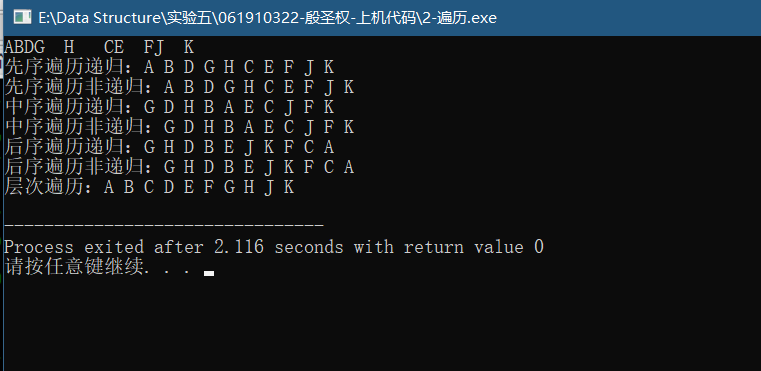 E:\Data Structure\实验五\061910322-殷圣权-上机代码\2-遍历.exe
ABDG  H   CE  FJ  K
先序遍历递归：A B D G H C E F J K
先序遍历非递归：A B D G H C E F J K
中序遍历递归：G D H B A E C J F K
中序遍历非递归：G D H B A E C J F K
后序遍历递归：G H D B E J K F C A
后序遍历非递归：G H D B E J K F C A
层次遍历：A B C D E F G H J K
--------------------------------
Process exited after 2.116 seconds with return value 0
请按任意键继续. . .